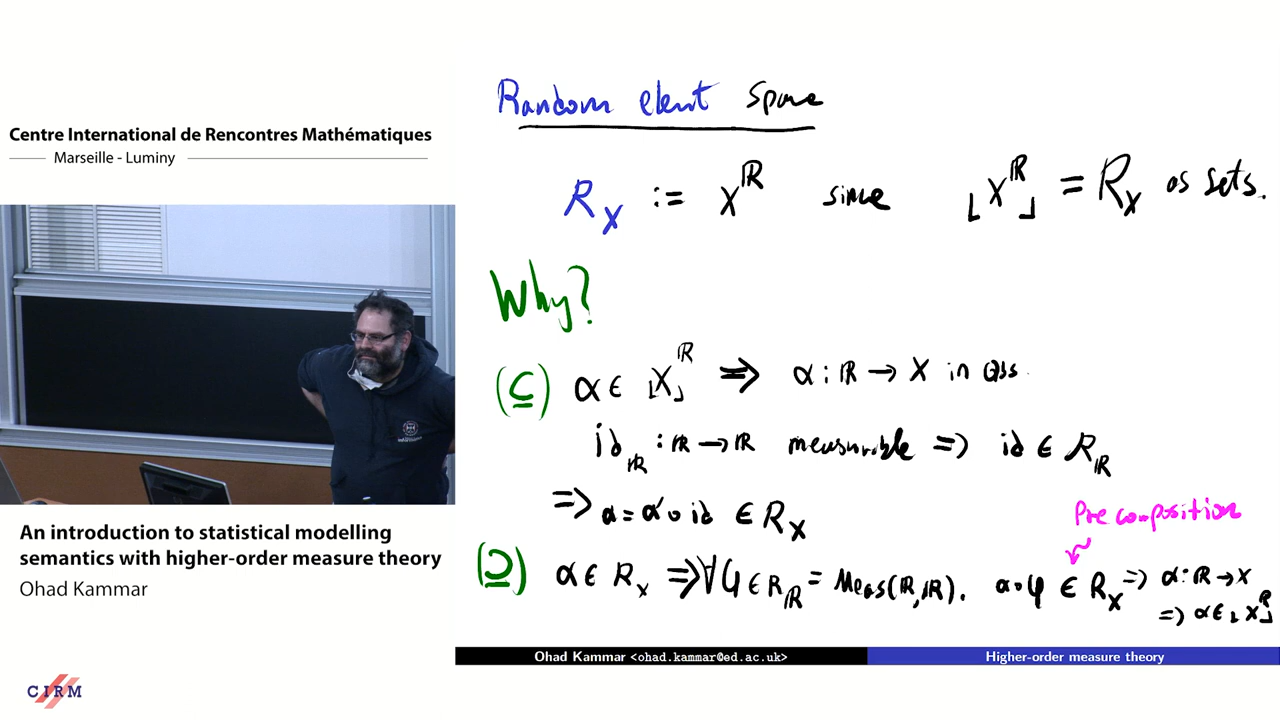 Centre International de Rencontres Mathématiques
Marseille - Luminy
An introduction to statistical modelling
semantics with higher-order measure theory
Ohad Kammar
CIRM
Random elent Space
R_X := X^ℝ since ⌞X^ℝ⌟ = R_X as sets.
Why?
(⊆) α ∈ ⌞X⌟^ℝ ⟹ α : ℝ → X in Qbs.
id_ℝ : ℝ → ℝ measurable ⟹ id ∈ R_ℝ
⟹ α = α∘id ∈ R_X
Precomposition
(⊇) α ∈ R_X ⟹ ∀φ ∈ R_ℝ = Meas(ℝ,ℝ). α∘φ ∈ R_X ⟹ α : ℝ → X
⟹ α ∈ ⌞X^ℝ⌟
Ohad Kammar <ohad.kammar@ed.ac.uk>
Higher-order measure theory